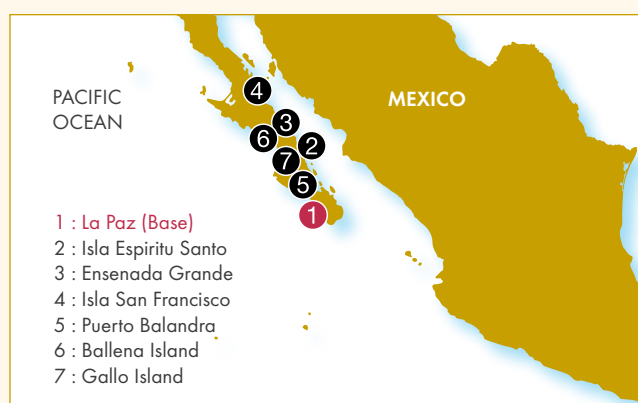 PACIFIC
OCEAN
MEXICO
4
3
6
2
7
5
1
1 : La Paz (Base)
2 : Isla Espiritu Santo
3 : Ensenada Grande
4 : Isla San Francisco
5 : Puerto Balandra
6 : Ballena Island
7 : Gallo Island